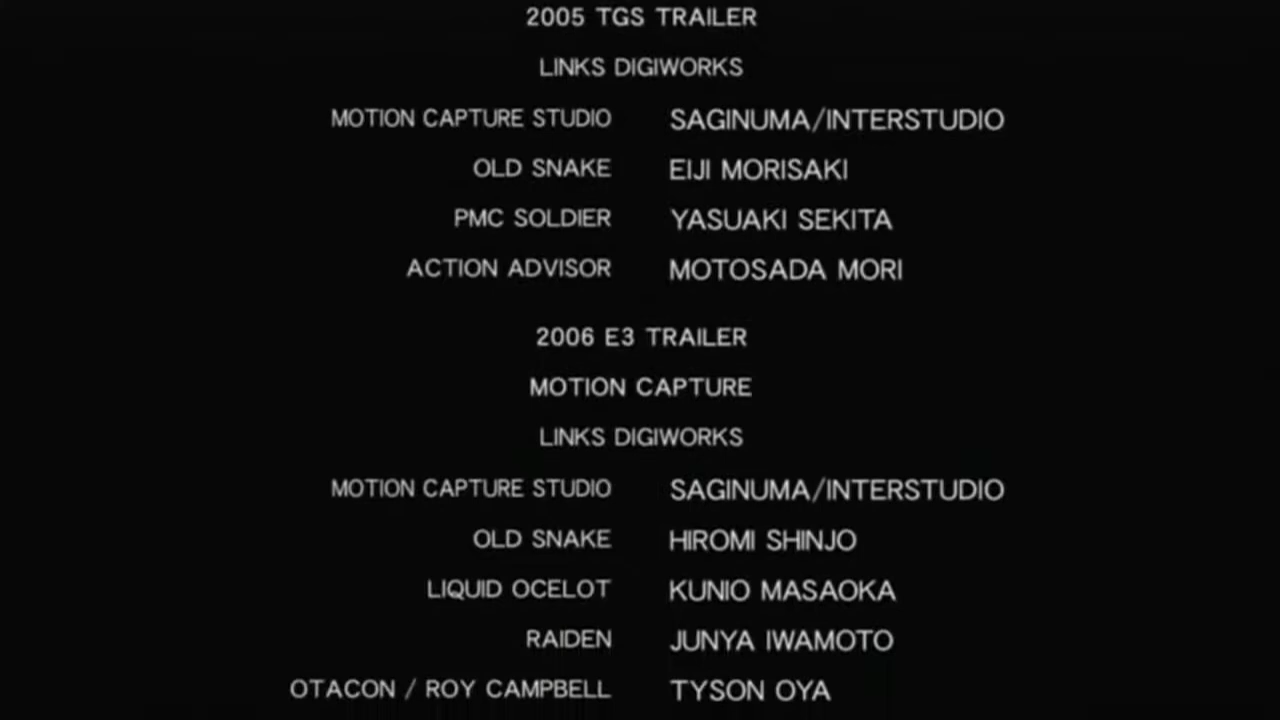 2005 TGS TRAILER
LINKS DIGIWORKS
MOTION CAPTURE STUDIO SAGINUMA/INTERSTUDIO
OLD SNAKE EIJI MORISAKI
PMC SOLDIER YASUAKI SEKITA
ACTION ADVISOR MOTOSADA MORI
2006 E3 TRAILER
MOTION CAPTURE
LINKS DIGIWORKS
MOTION CAPTURE STUDIO SAGINUMA/INTERSTUDIO
OLD SNAKE HIROMI SHINJO
LIQUID OCELOT KUNIO MASAOKA
RAIDEN JUNYA IWAMOTO
OTACON / ROY CAMPBELL TYSON OYA